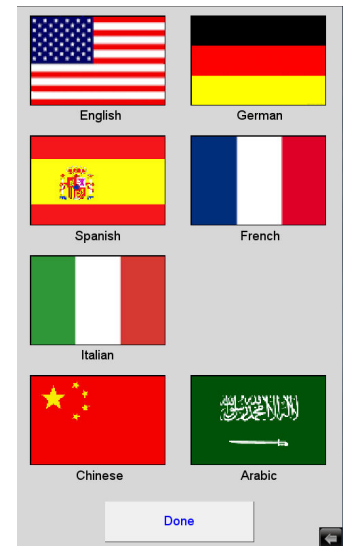 English
German
Spanish
French
Italian
Chinese
Arabic
Done